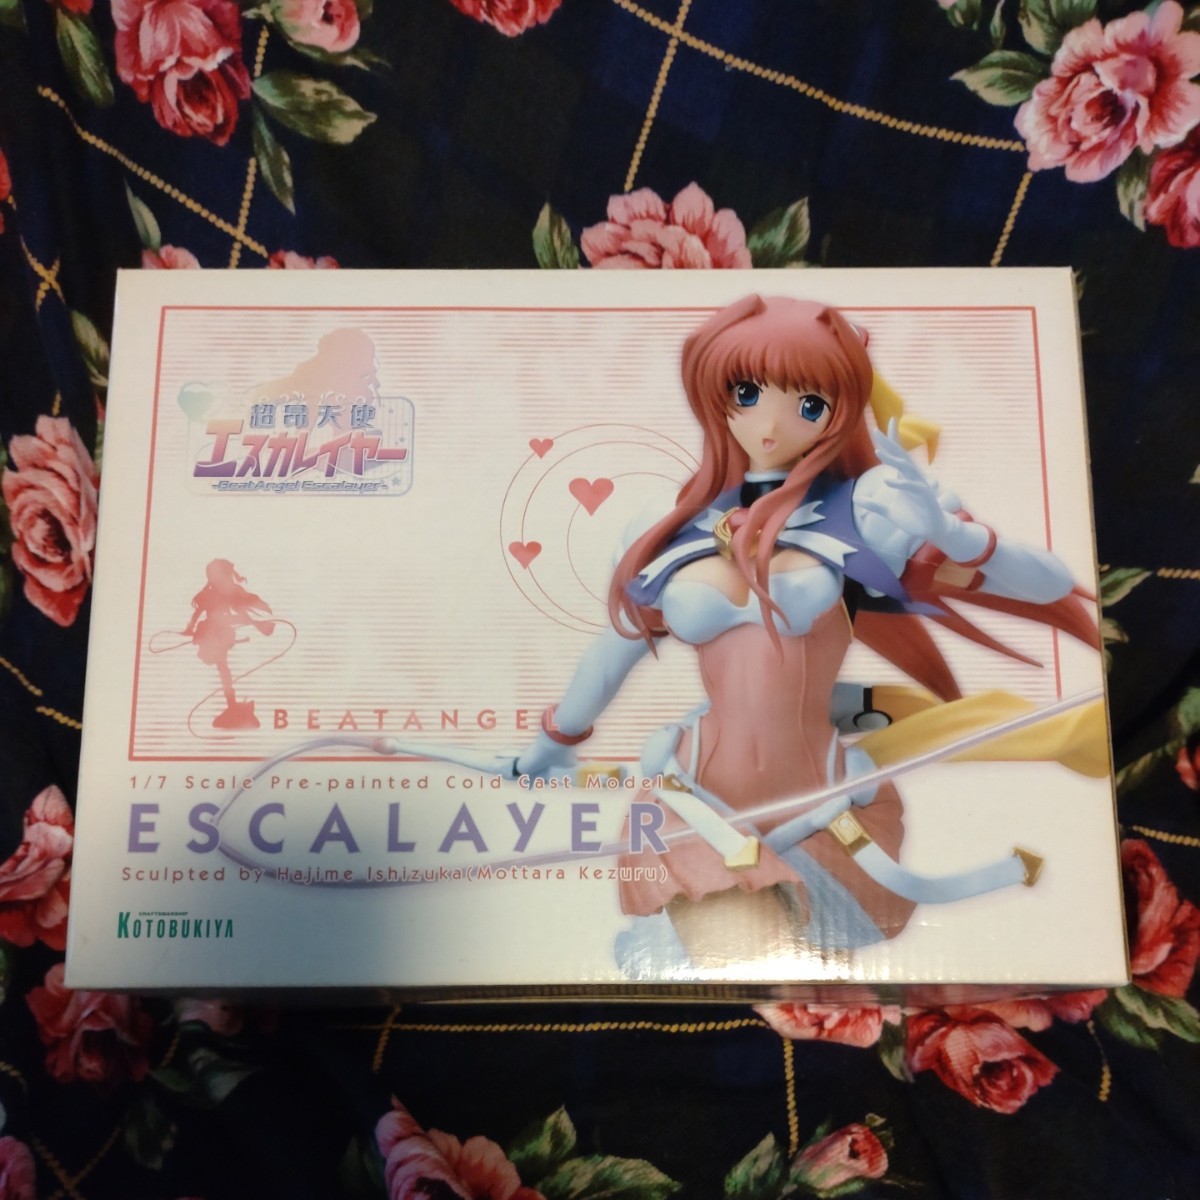 超昂天使
エスカレイヤー
-BeatAngel Escalayer-
BEATANGEL
1/7 Scale Pre-painted Cold Cast Model
ESCALAYER
Sculpted by Hajime Ishizuka(Mottara Kezuru)
CRAFTSMANSHIP
KOTOBUKIYA